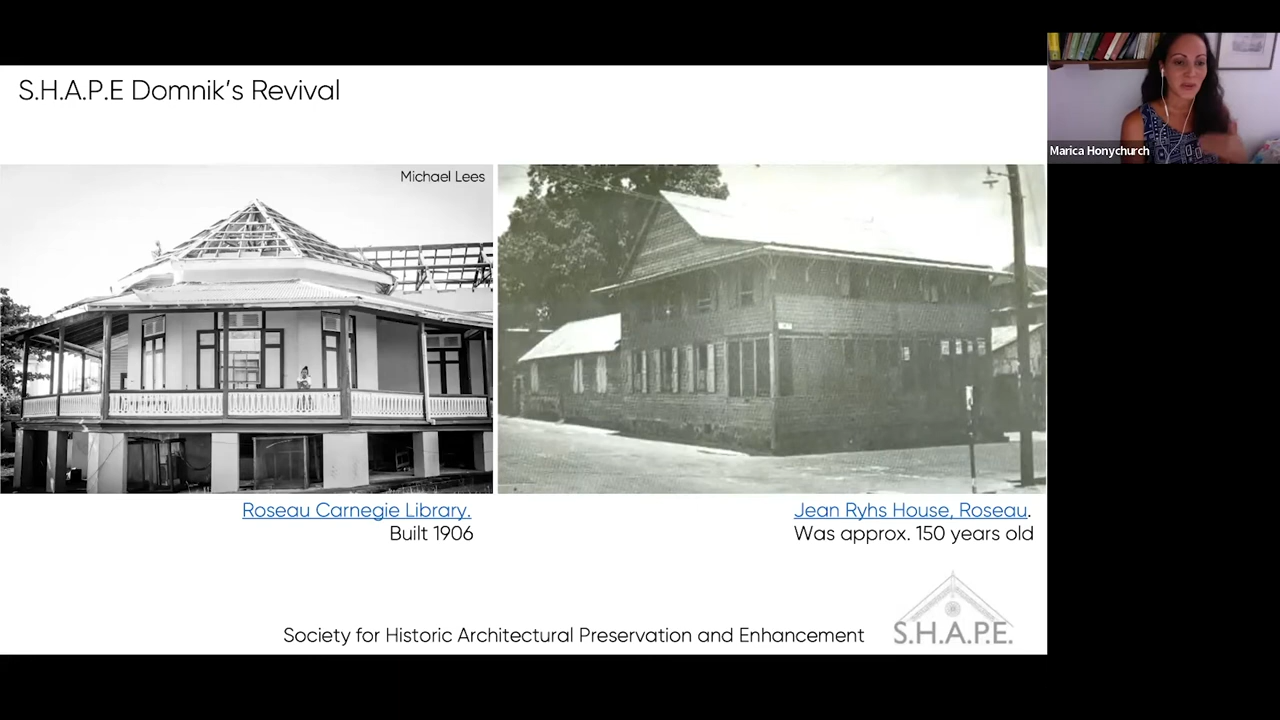 S.H.A.P.E Domnik's Revival
Marica Honychurch
Michael Lees
Roseau Carnegie Library.
Built 1906
Jean Ryhs House, Roseau.
Was approx. 150 years old
Society for Historic Architectural Preservation and Enhancement
S.H.A.P.E.